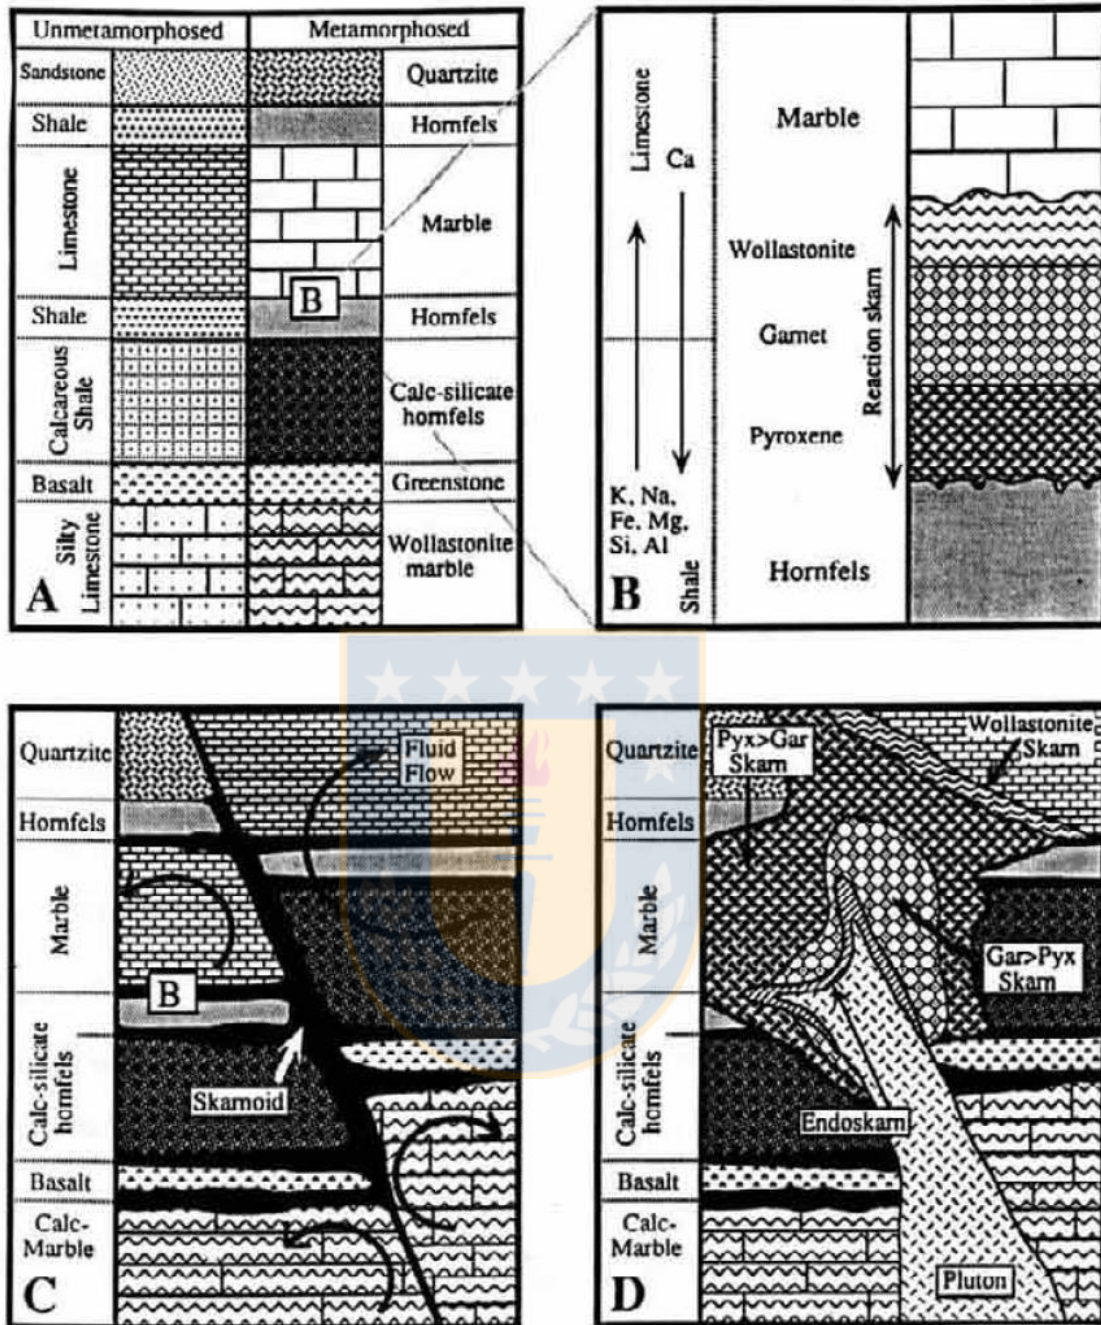 Unmetamorphosed Metamorphosed
Sandstone Quartzite
Shale Hornfels
Limestone Marble
B
Shale Hornfels
Calcareous
Shale
Calc-silicate
hornfels
Basalt Greenstone
Silty
Limestone
Wollastonite
marble
A
Limestone
Ca
Marble
Wollastonite
Garnet
Pyroxene
Reaction skarn
K, Na,
Fe, Mg,
Si, Al
Shale
Hornfels
B
Quartzite
Fluid
Flow
Hornfels
Marble
B
Calc-silicate
hornfels
Skarnoid
Basalt
Calc-
Marble
C
Quartzite
Pyx>Gar
Skarn
Wollastonite
Skarn
Hornfels
Marble
Gar>Pyx
Skarn
Calc-silicate
hornfels
Endoskarn
Basalt
Calc-
Marble
Pluton
D